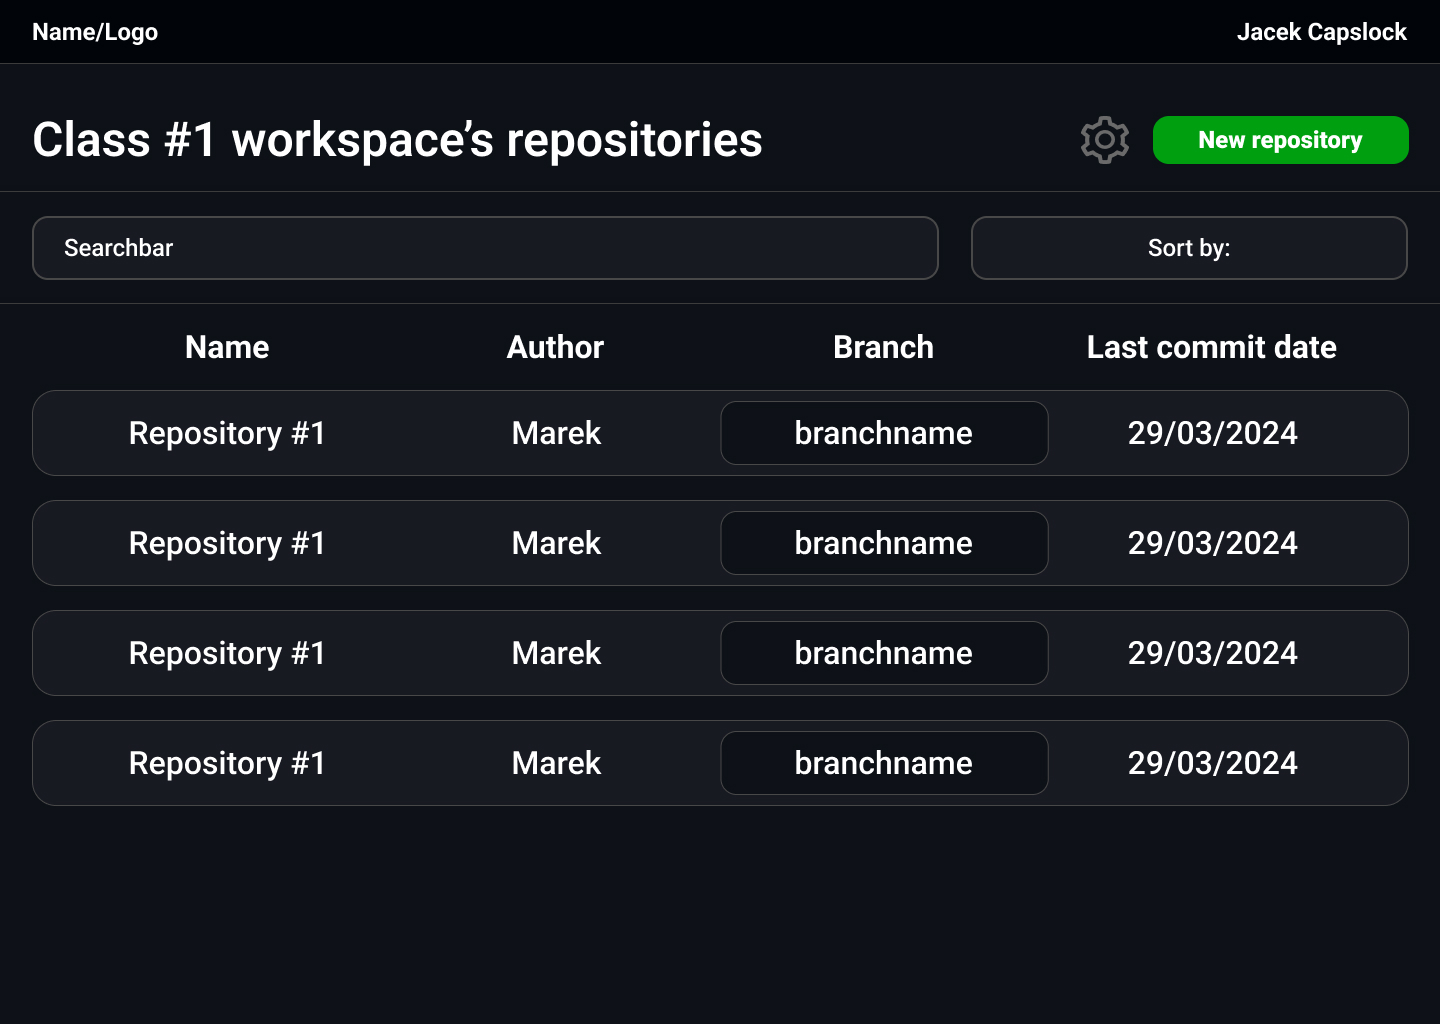 Name/Logo
Jacek Capslock
Class #1 workspace’s repositories
New repository
Searchbar
Sort by:
Name Author Branch Last commit date
Repository #1 Marek branchname 29/03/2024
Repository #1 Marek branchname 29/03/2024
Repository #1 Marek branchname 29/03/2024
Repository #1 Marek branchname 29/03/2024